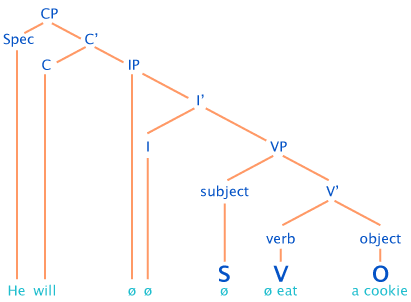 CP
Spec C’
C IP
I’
I VP
subject V’
verb object
S V O
He will ø ø ø ø eat a cookie